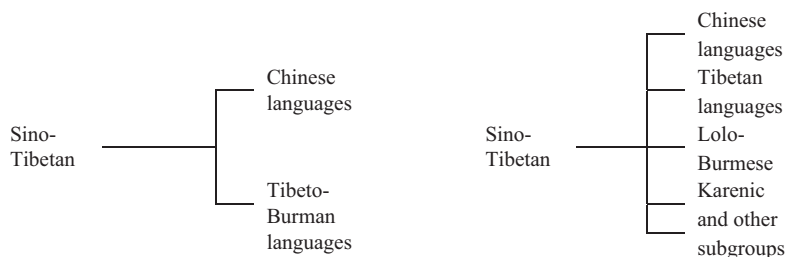 Sino-
Tibetan
Chinese
languages
Tibeto-
Burman
languages
Sino-
Tibetan
Chinese
languages
Tibetan
languages
Lolo-
Burmese
Karenic
and other
subgroups